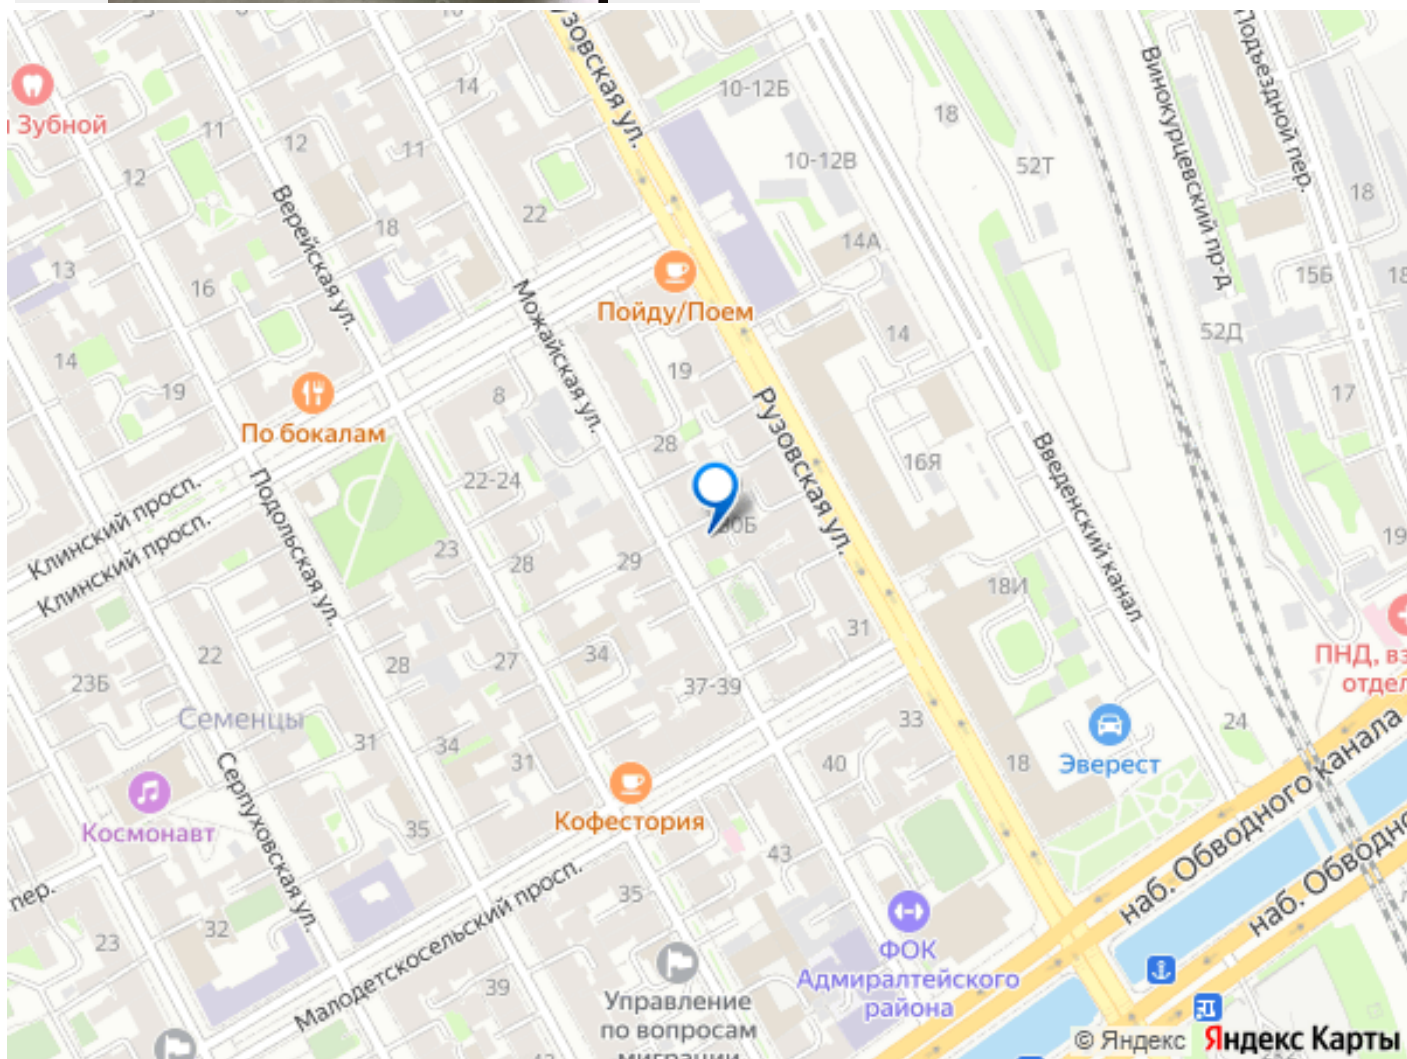 Рузовская ул.
16
14
10-12Б
18
Винокурцевский пр-д
Подъездной пер.
Зубной
11
12
11
10-12В
52Т
18
12
Верейская ул.
22
18
14А
13
16
Можайская ул.
Пойду/Поем
15Б
14
52Д
14
19
8
19
Рузовская ул.
17
По бокалам
28
16Я
Введенский канал
22-24
Клинский просп.
Клинский просп.
Подольская ул.
23
28
29
19
18И
22
31
28
27
34
ПНД, вз
отдел
23Б
37-39
Семенцы
33
24
31
34
31
40
18
Эверест
Серпуховская ул.
Космонавт
Кофестория
35
43
наб. Обводного канала
наб. Обводно
пер.
Малодетскосельский просп.
35
32
23
ФОК
Адмиралтейского
района
39
Управление
по вопросам
миграции
© Яндекс Яндекс Карты